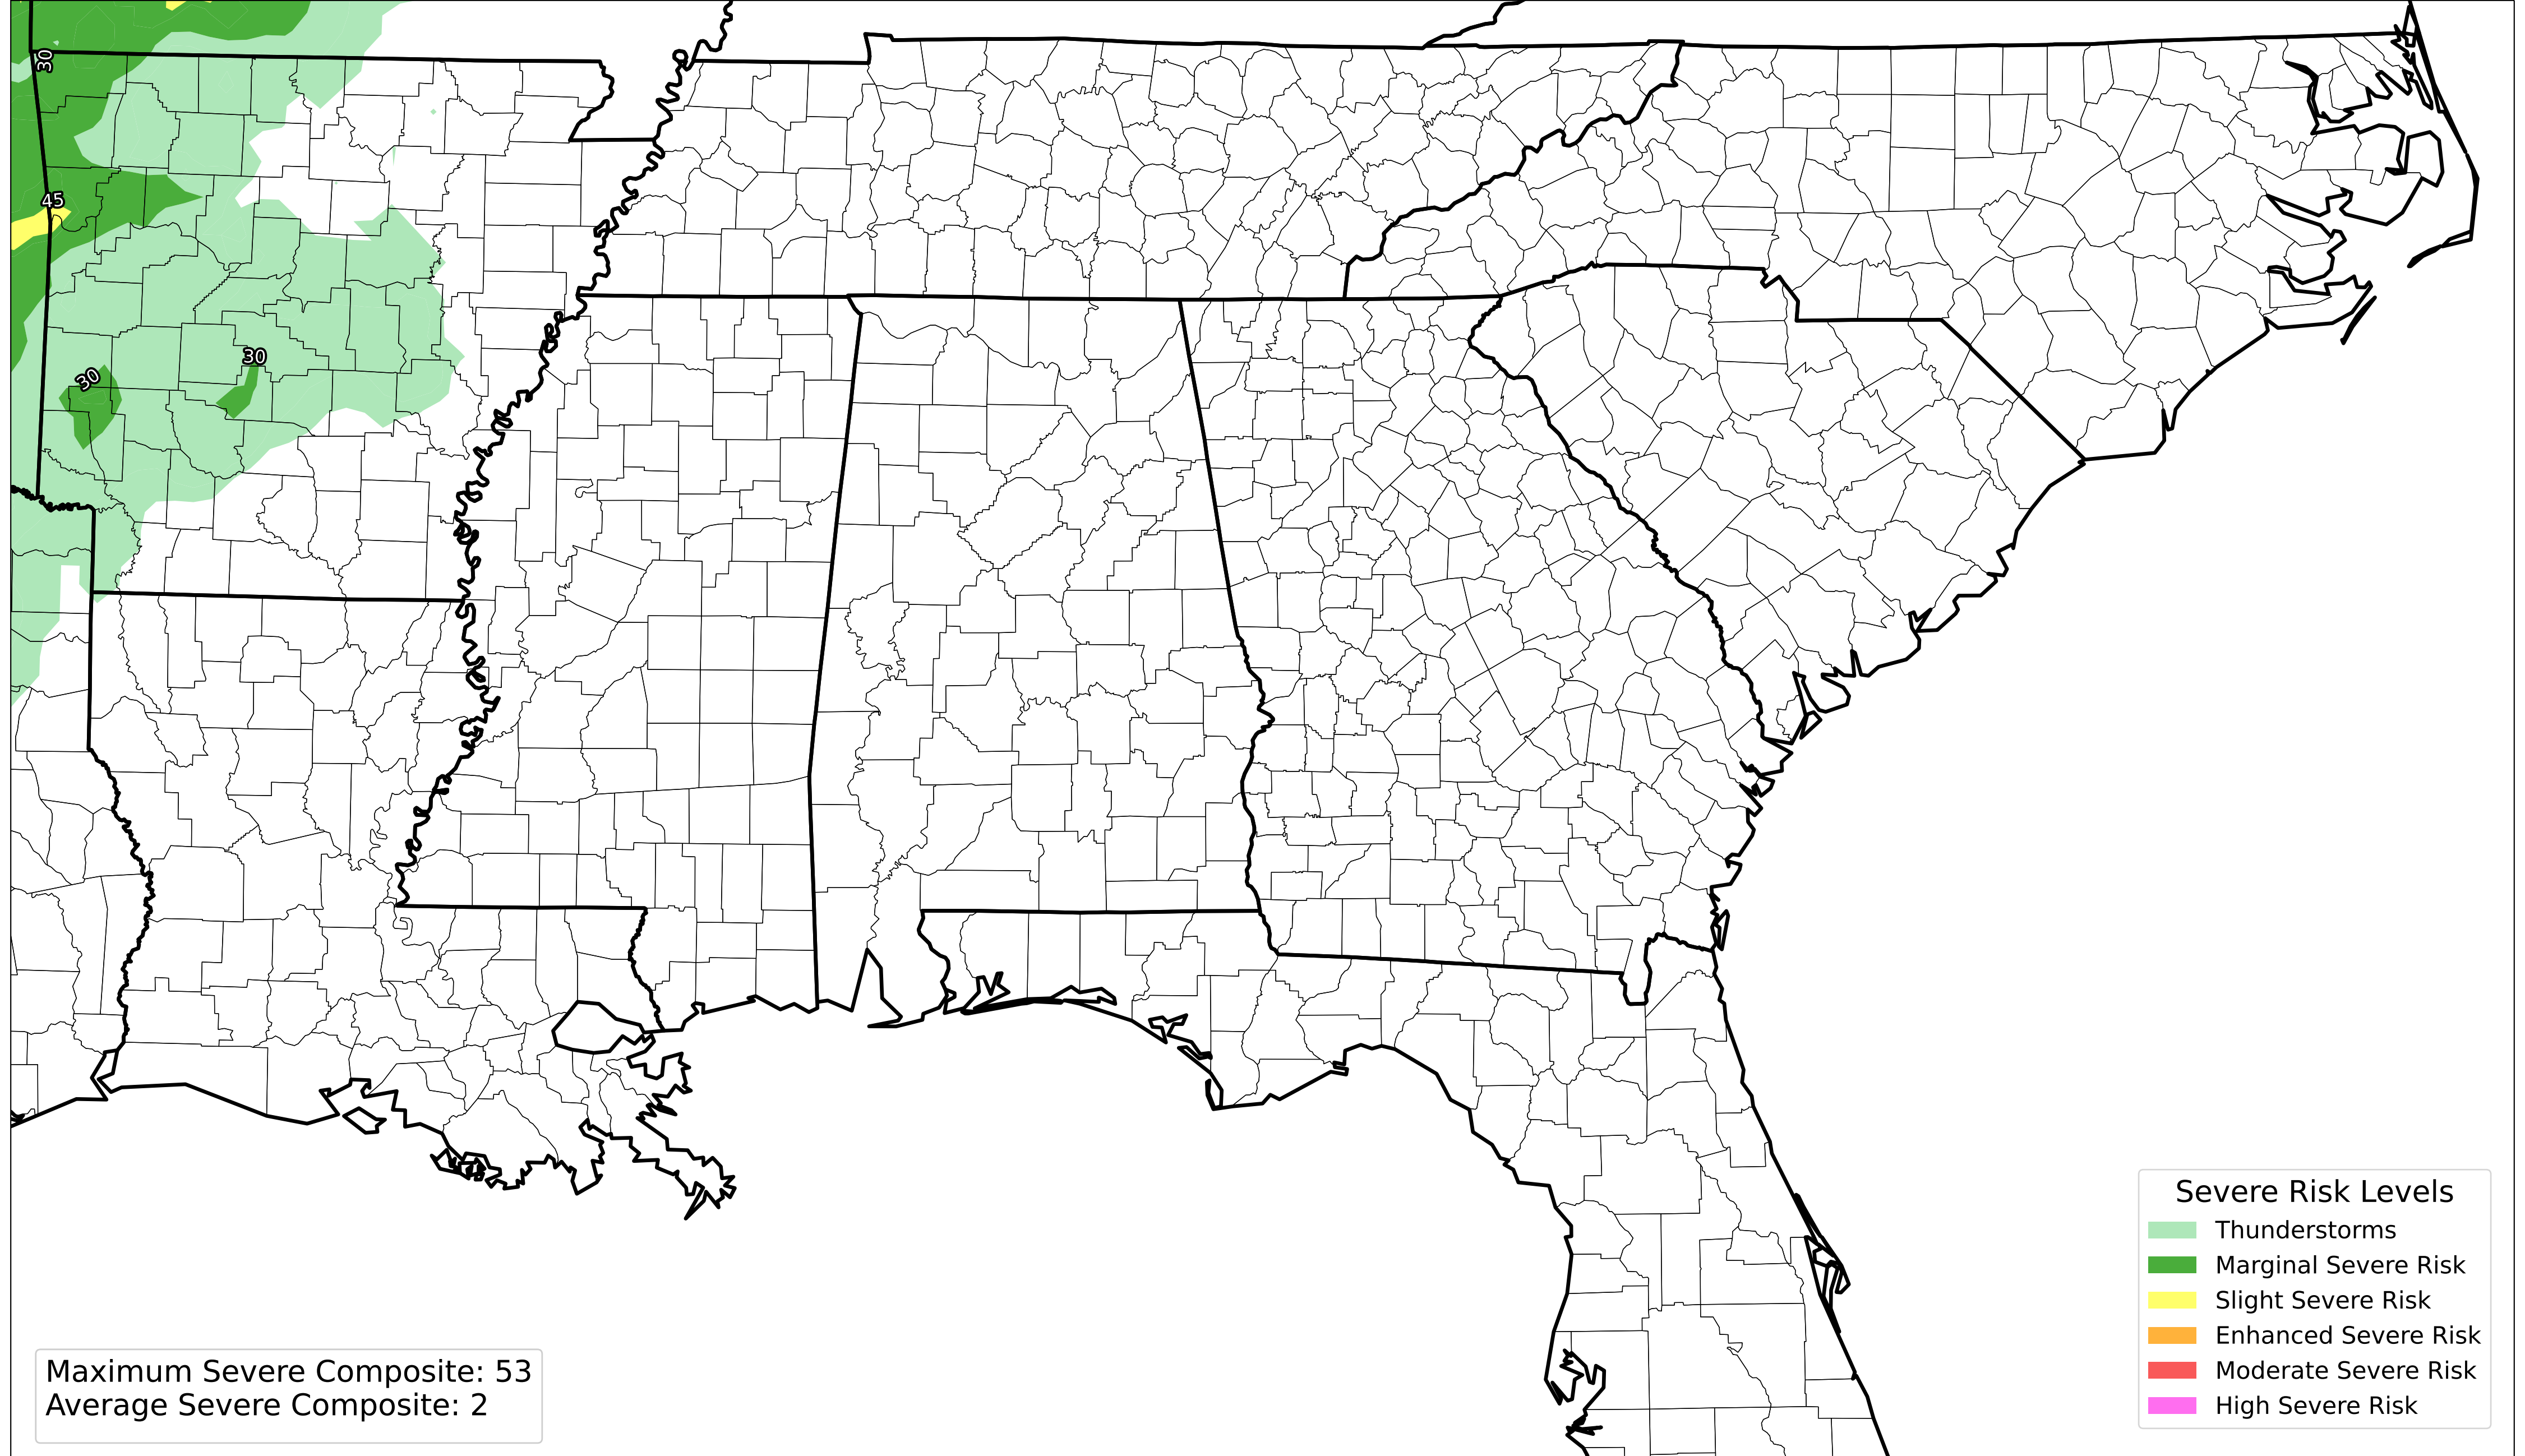 30
45
30
30
Severe Risk Levels
Thunderstorms
Marginal Severe Risk
Slight Severe Risk
Enhanced Severe Risk
Moderate Severe Risk
High Severe Risk
Maximum Severe Composite: 53
Average Severe Composite: 2